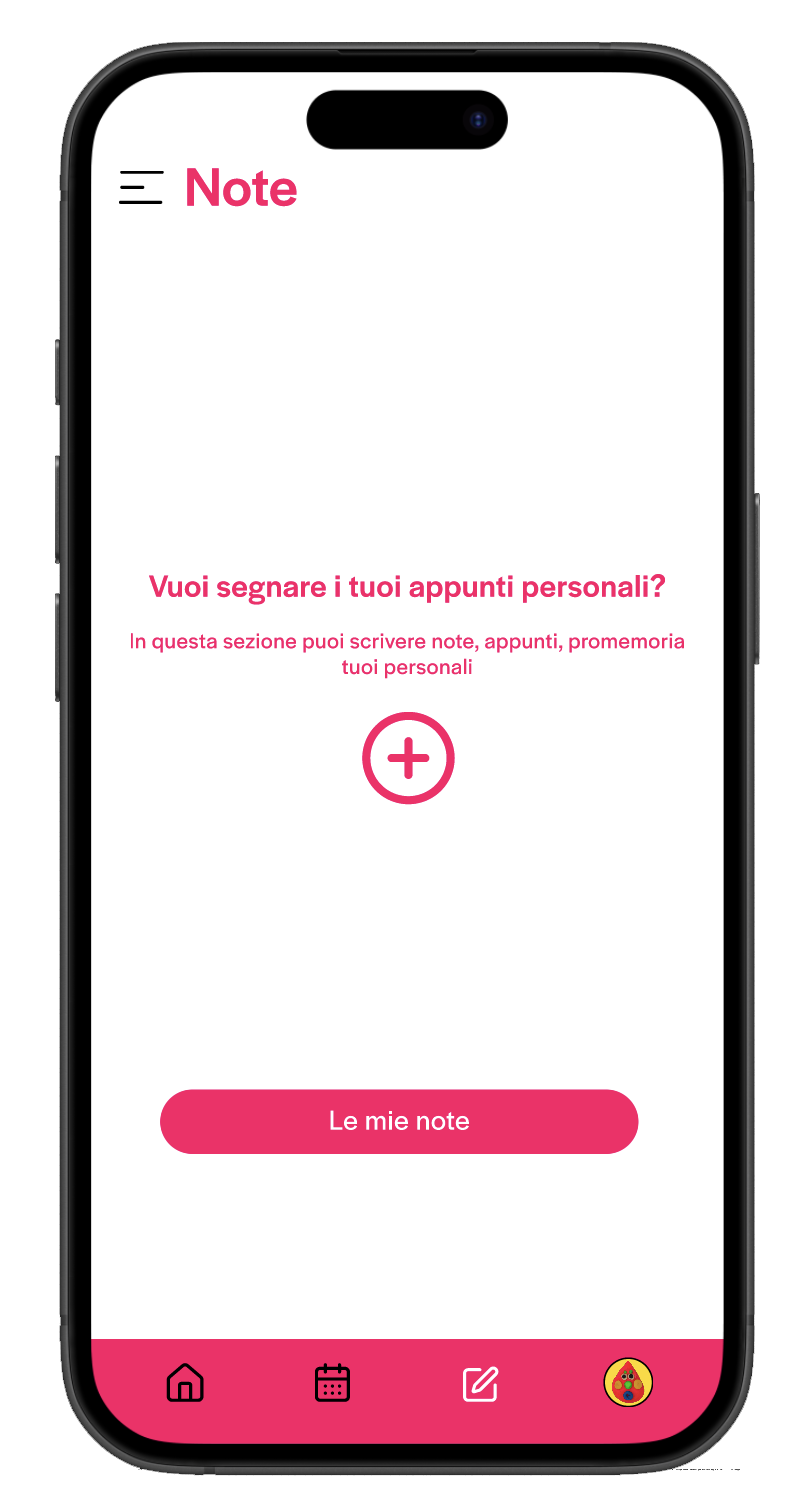 Note
Vuoi segnare i tuoi appunti personali?
In questa sezione puoi scrivere note, appunti, promemoria
tuoi personali
Le mie note